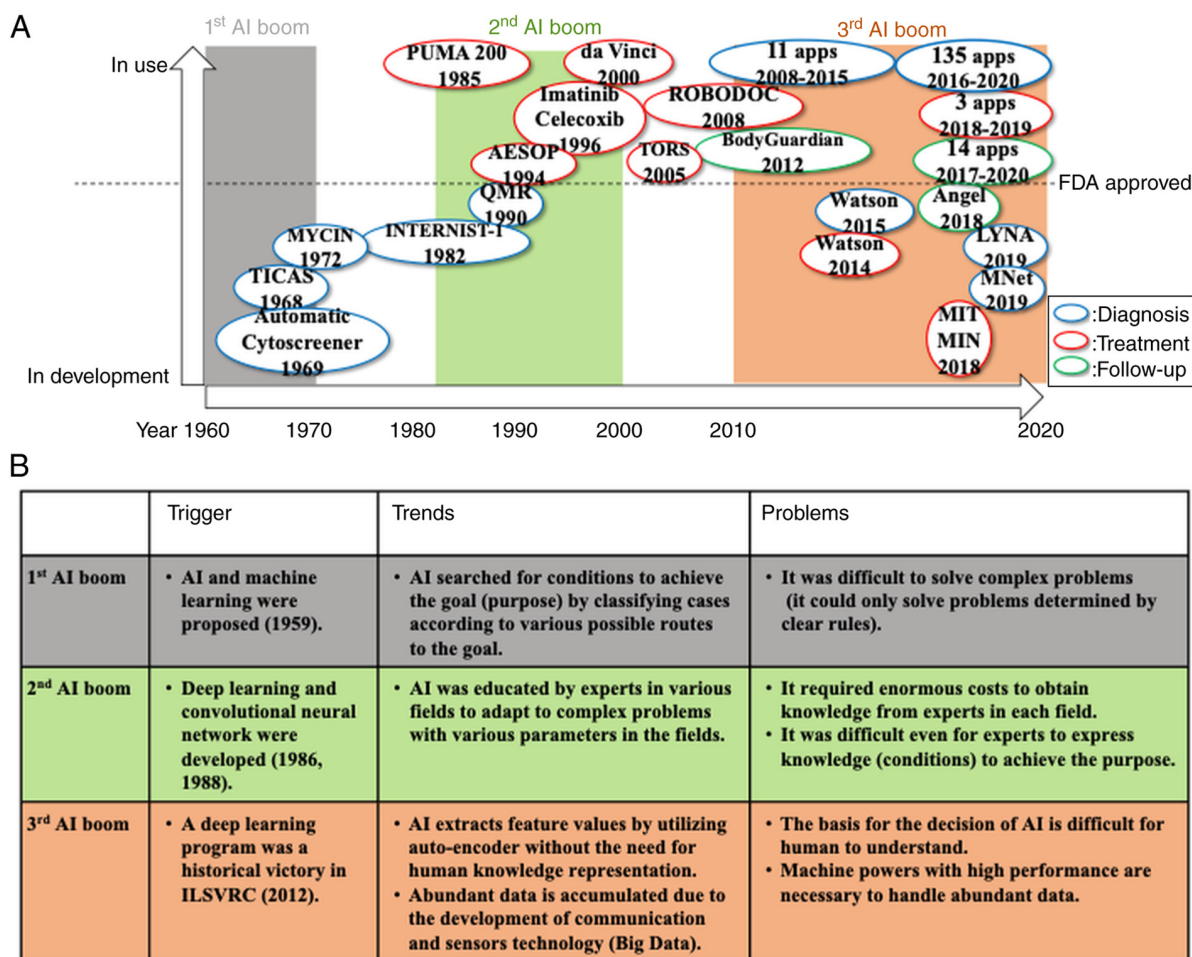 A
1st AI boom
2nd AI boom
3rd AI boom
In use
PUMA 200
1985
da Vinci
2000
11 apps
2008-2015
135 apps
2016-2020
Imatinib
Celecoxib
1996
ROBODOC
2008
3 apps
2018-2019
AESOP
1994
TORS
2005
BodyGuardian
2012
14 apps
2017-2020
FDA approved
QMR
1990
Watson
2015
Angel
2018
MYCIN
1972
INTERNIST-1
1982
Watson
2014
LYNA
2019
TICAS
1968
MNet
2019
Automatic
Cytoscreener
1969
MIT
MIN
2018
:Diagnosis
:Treatment
:Follow-up
In development
Year 1960 1970 1980 1990 2000 2010 2020
B
Trigger Trends Problems
1st AI boom
• AI and machine
learning were
proposed (1959).
• AI searched for conditions to achieve
the goal (purpose) by classifying cases
according to various possible routes
to the goal.
• It was difficult to solve complex problems
(it could only solve problems determined by
clear rules).
2nd AI boom
• Deep learning and
convolutional neural
network were
developed (1986,
1988).
• AI was educated by experts in various
fields to adapt to complex problems
with various parameters in the fields.
• It required enormous costs to obtain
knowledge from experts in each field.
• It was difficult even for experts to express
knowledge (conditions) to achieve the purpose.
3rd AI boom
• A deep learning
program was a
historical victory in
ILSVRC (2012).
• AI extracts feature values by utilizing
auto-encoder without the need for
human knowledge representation.
• Abundant data is accumulated due to
the development of communication
and sensors technology (Big Data).
• The basis for the decision of AI is difficult for
human to understand.
• Machine powers with high performance are
necessary to handle abundant data.